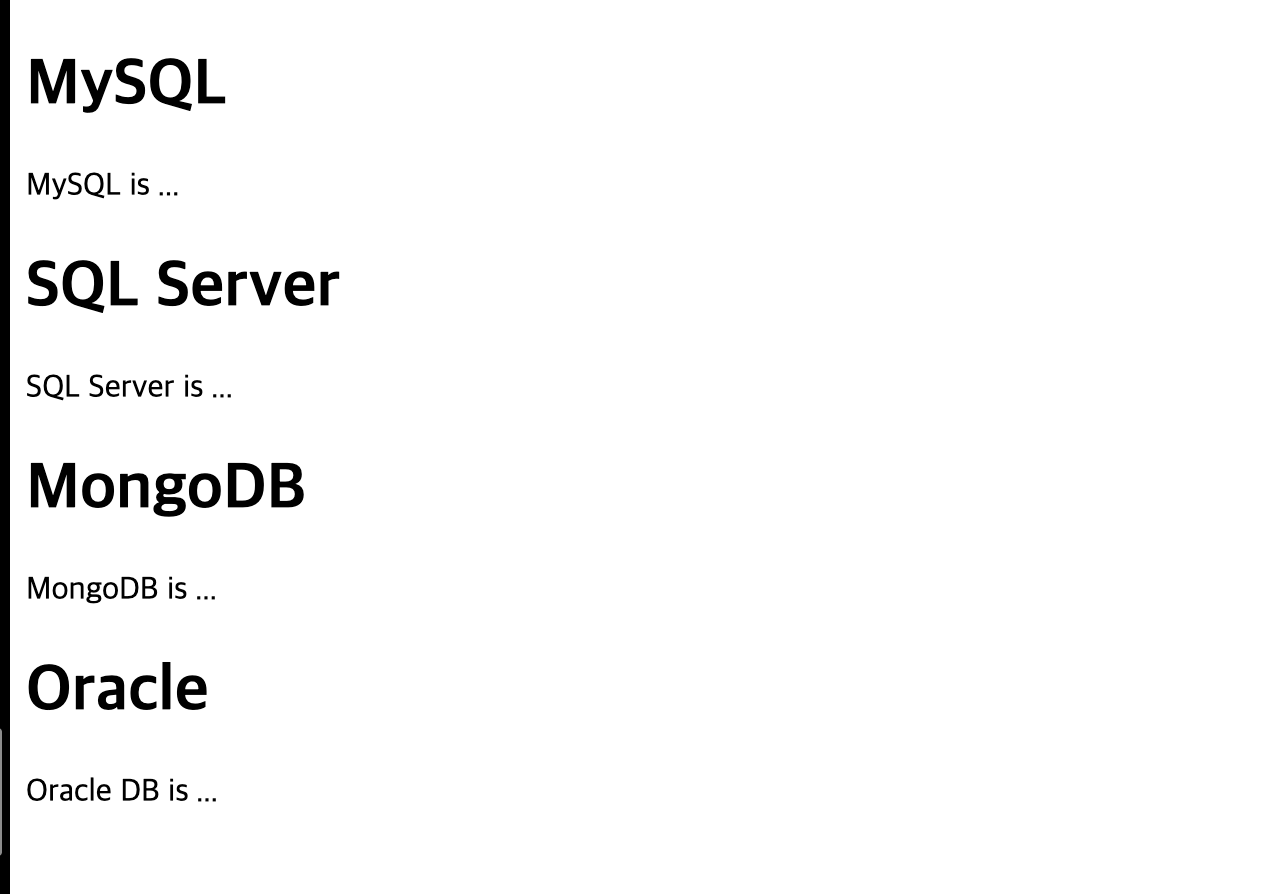 MySQL
MySQL is ...
SQL Server
SQL Server is ...
MongoDB
MongoDB is ...
Oracle
Oracle DB is ...